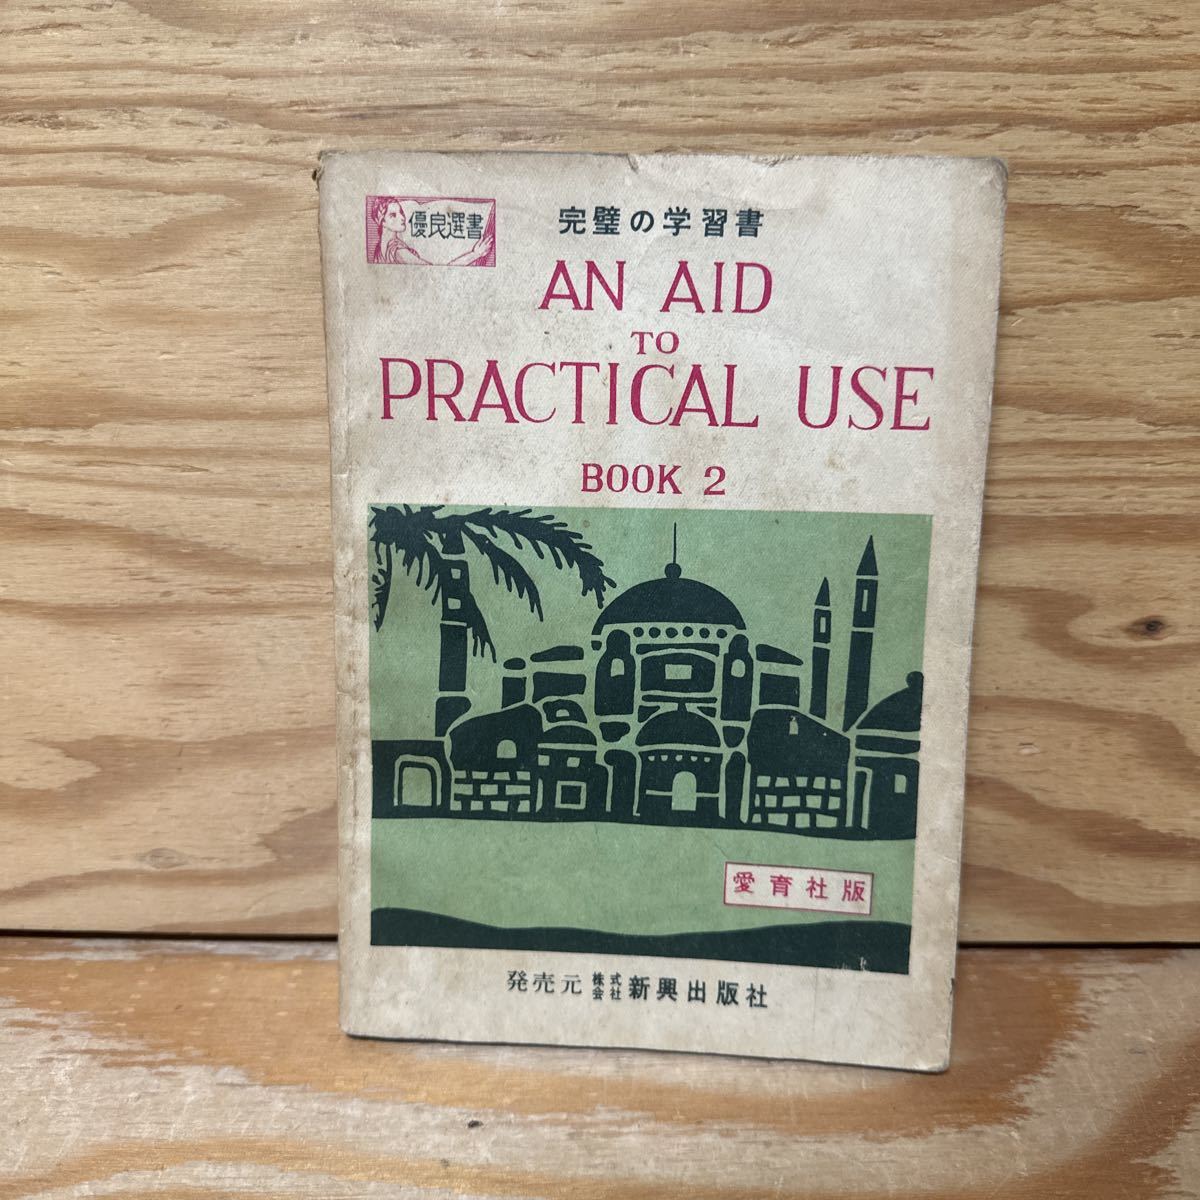 優良選書
完璧の学習書
AN AID
TO
PRACTICAL USE
BOOK 2
愛育社版
発売元 株式会社 新興出版社